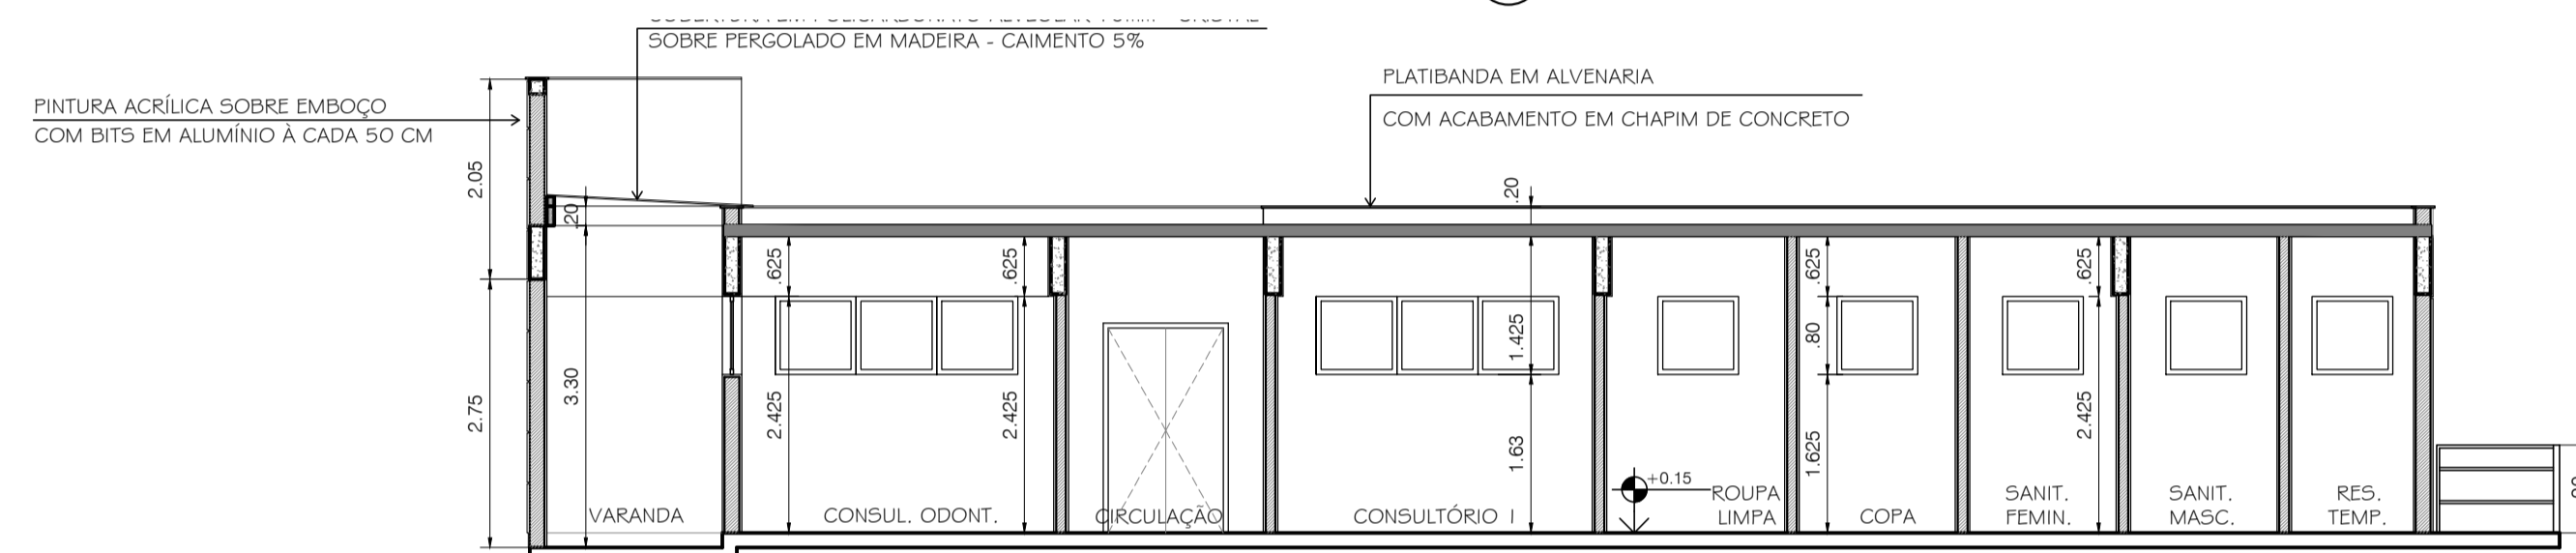 SOBRE PERGOLADO EM MADEIRA - CAIMENTO 5%
PLATIBANDA EM ALVENARIA
COM ACABAMENTO EM CHAPIM DE CONCRETO
PINTURA ACRÍLICA SOBRE EMBOÇO
COM BITS EM ALUMÍNIO À CADA 50 CM
2.05
.20
.20
.625
.625
.625
.625
3.30
2.75
2.425
2.425
1.425
1.63
.80
1.625
2.425
+0.15
VARANDA
CONSUL. ODONT.
CIRCULAÇÃO
CONSULTÓRIO 1
ROUPA
LIMPA
COPA
SANIT.
FEMIN.
SANIT.
MASC.
RES.
TEMP.